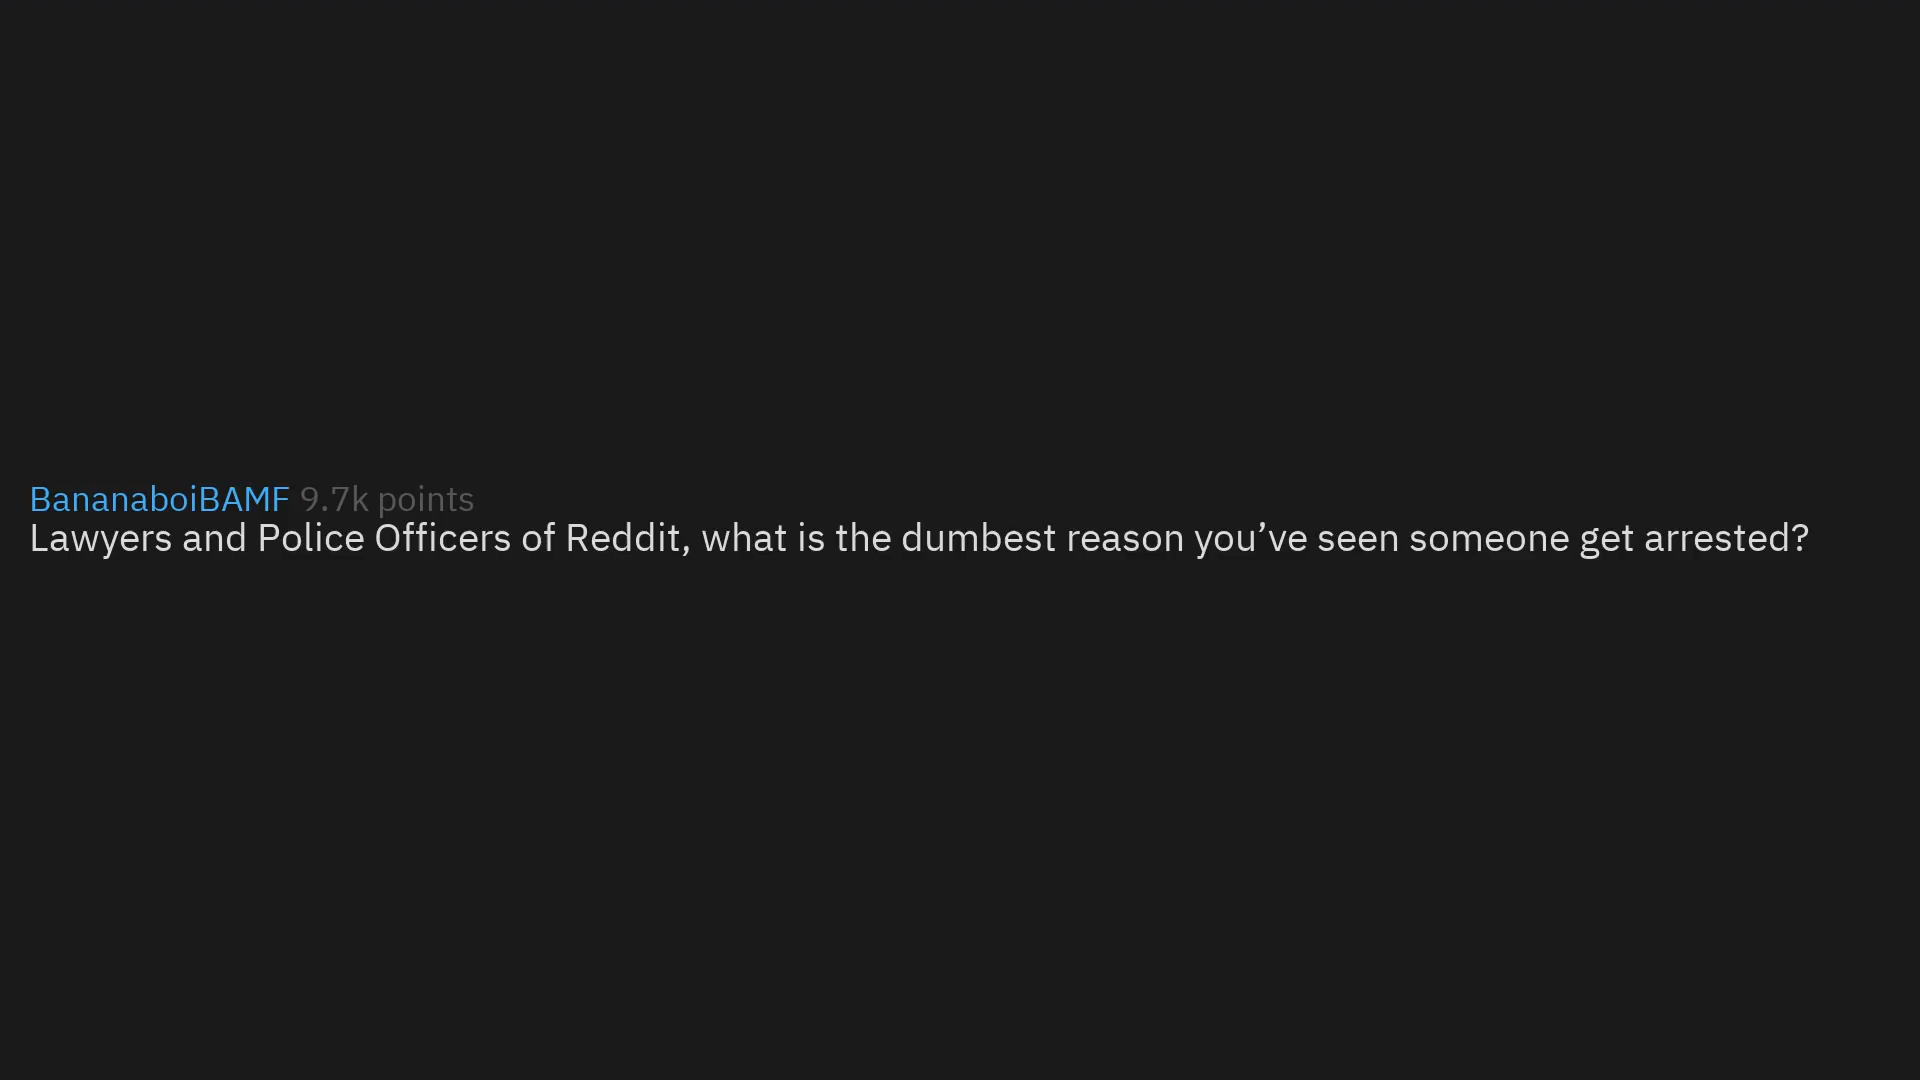 BananaboiBAMF 9.7k points
Lawyers and Police Officers of Reddit, what is the dumbest reason you’ve seen someone get arrested?